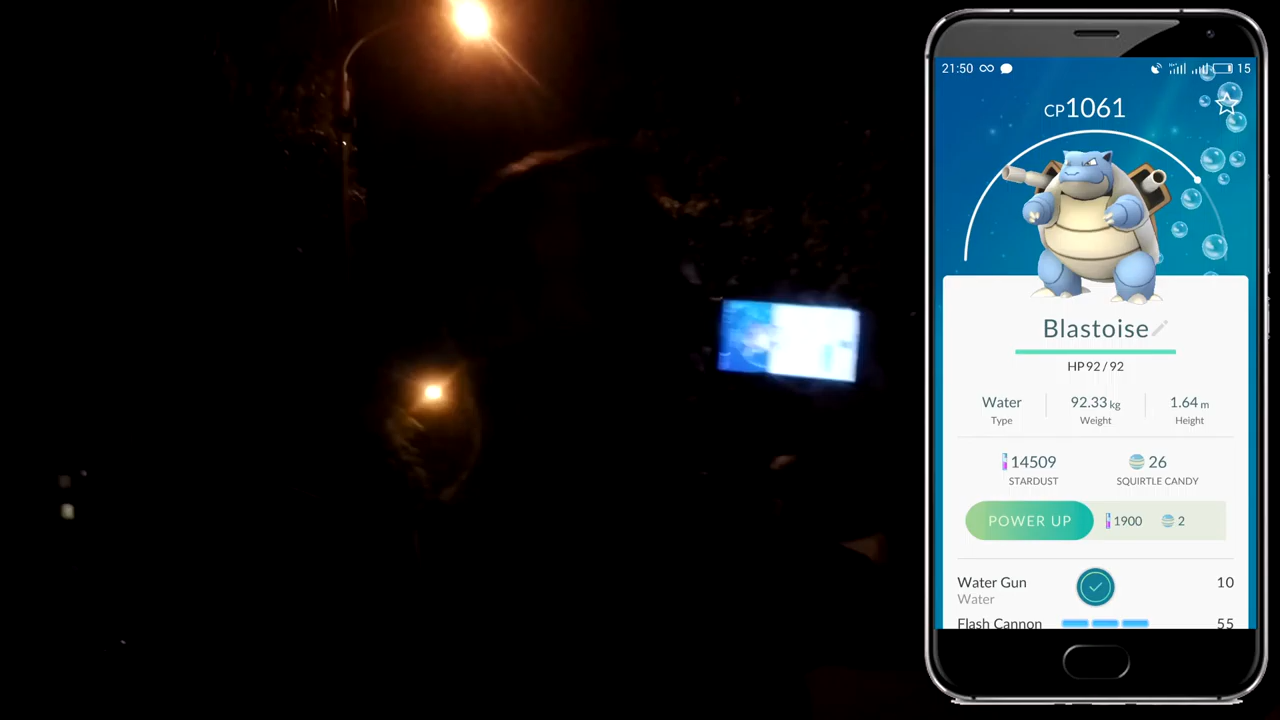 21:50
15
CP1061
Blastoise
HP 92 / 92
Water
92.33 kg
1.64 m
Type
Weight
Height
14509
26
STARDUST
SQUIRTLE CANDY
POWER UP
1900
2
Water Gun
10
Water
Flash Cannon
55